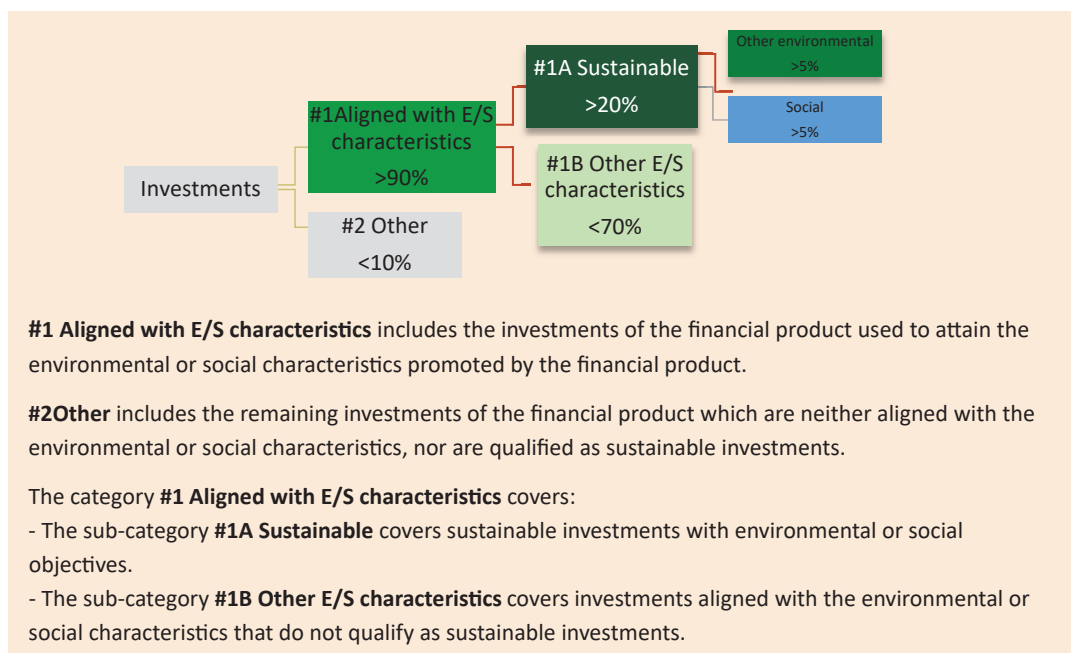 Investments
#1Aligned with E/S
characteristics
>90%
#2 Other
<10%
#1A Sustainable
>20%
#1B Other E/S
characteristics
<70%
Other environmental
>5%
Social
>5%
#1 Aligned with E/S characteristics includes the investments of the financial product used to attain the
environmental or social characteristics promoted by the financial product.
#2Other includes the remaining investments of the financial product which are neither aligned with the
environmental or social characteristics, nor are qualified as sustainable investments.
The category #1 Aligned with E/S characteristics covers:
- The sub-category #1A Sustainable covers sustainable investments with environmental or social
objectives.
- The sub-category #1B Other E/S characteristics covers investments aligned with the environmental or
social characteristics that do not qualify as sustainable investments.